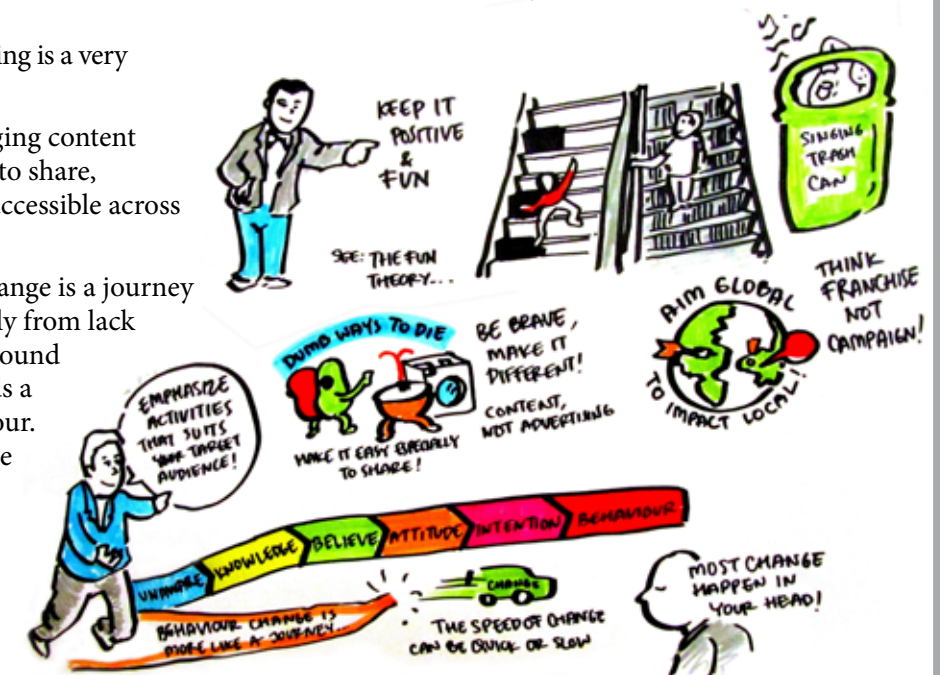 ing is a very
ging content
to share,
accessible across
ange is a journey
ly from lack
ound
as a
our.
e
KEEP IT
POSITIVE
&
FUN
SEE: THE FUN
THEORY...
SINGING
TRASH
CAN
DUMB WAYS TO DIE
MAKE IT EASY ESPECIALLY
TO SHARE!
BE BRAVE,
MAKE IT
DIFFERENT!
CONTENT,
NOT ADVERTISING
AIM GLOBAL
TO IMPACT LOCAL!
THINK
FRANCHISE
NOT
CAMPAIGN!
EMPHASIZE
ACTIVITIES
THAT SUITS
YOUR TARGET
AUDIENCE!
UNAWARE
KNOWLEDGE
BELIEVE
ATTITUDE
INTENTION
BEHAVIOUR
BEHAVIOUR CHANGE IS
MORE LIKE A JOURNEY...
CHANGE
THE SPEED OF CHANGE
CAN BE QUICK OR SLOW
MOST CHANGE
HAPPEN IN
YOUR HEAD!